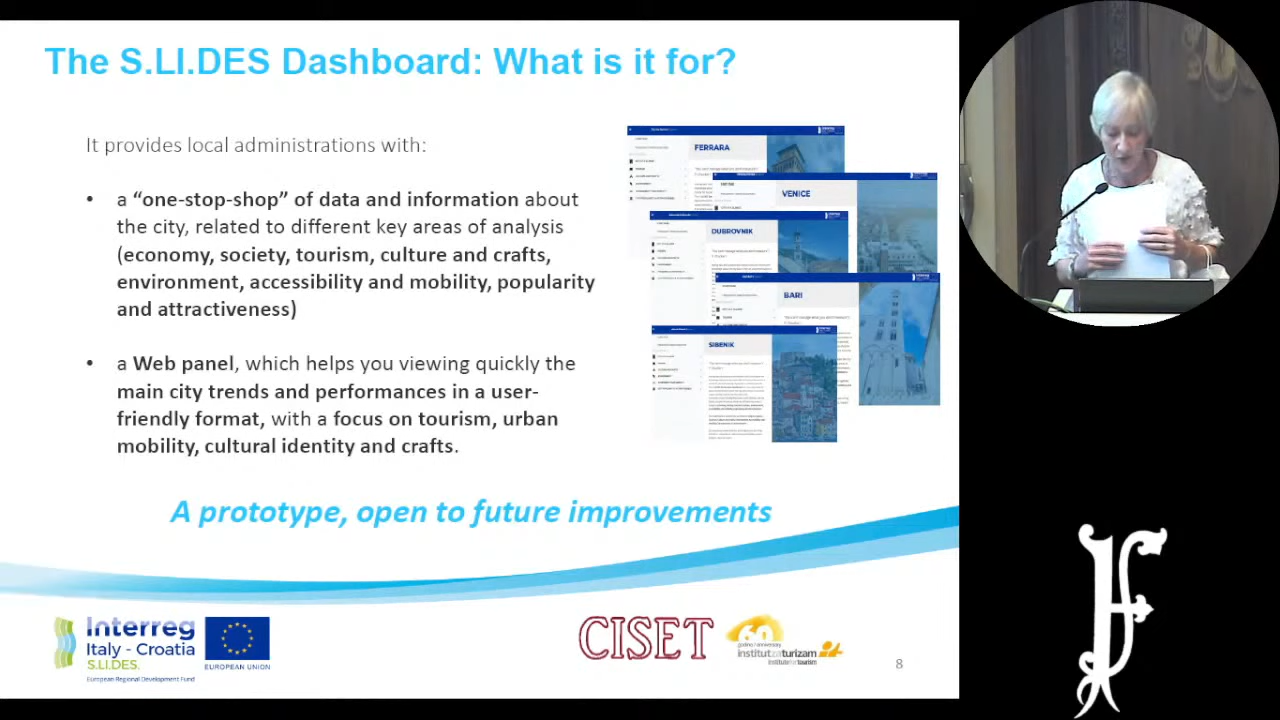 The S.LI.DES Dashboard: What is it for?
It provides local administrations with:
• a “one-stop-shop” of data and information about
the city, related to different key areas of analysis
(economy, society, tourism, culture and crafts,
environment, accessibility and mobility, popularity
and attractiveness)
• a Web panel, which helps you viewing quickly the
main city trends and performances in a user-
friendly format, with a focus on tourism, urban
mobility, cultural identity and crafts.
FERRARA
VENICE
DUBROVNIK
BARI
SIBENIK
A prototype, open to future improvements
Interreg
Italy - Croatia
S.LI.DES.
European Regional Development Fund
EUROPEAN UNION
CISET
60
godina / anniversary
institutzaturizam
institute for tourism
8